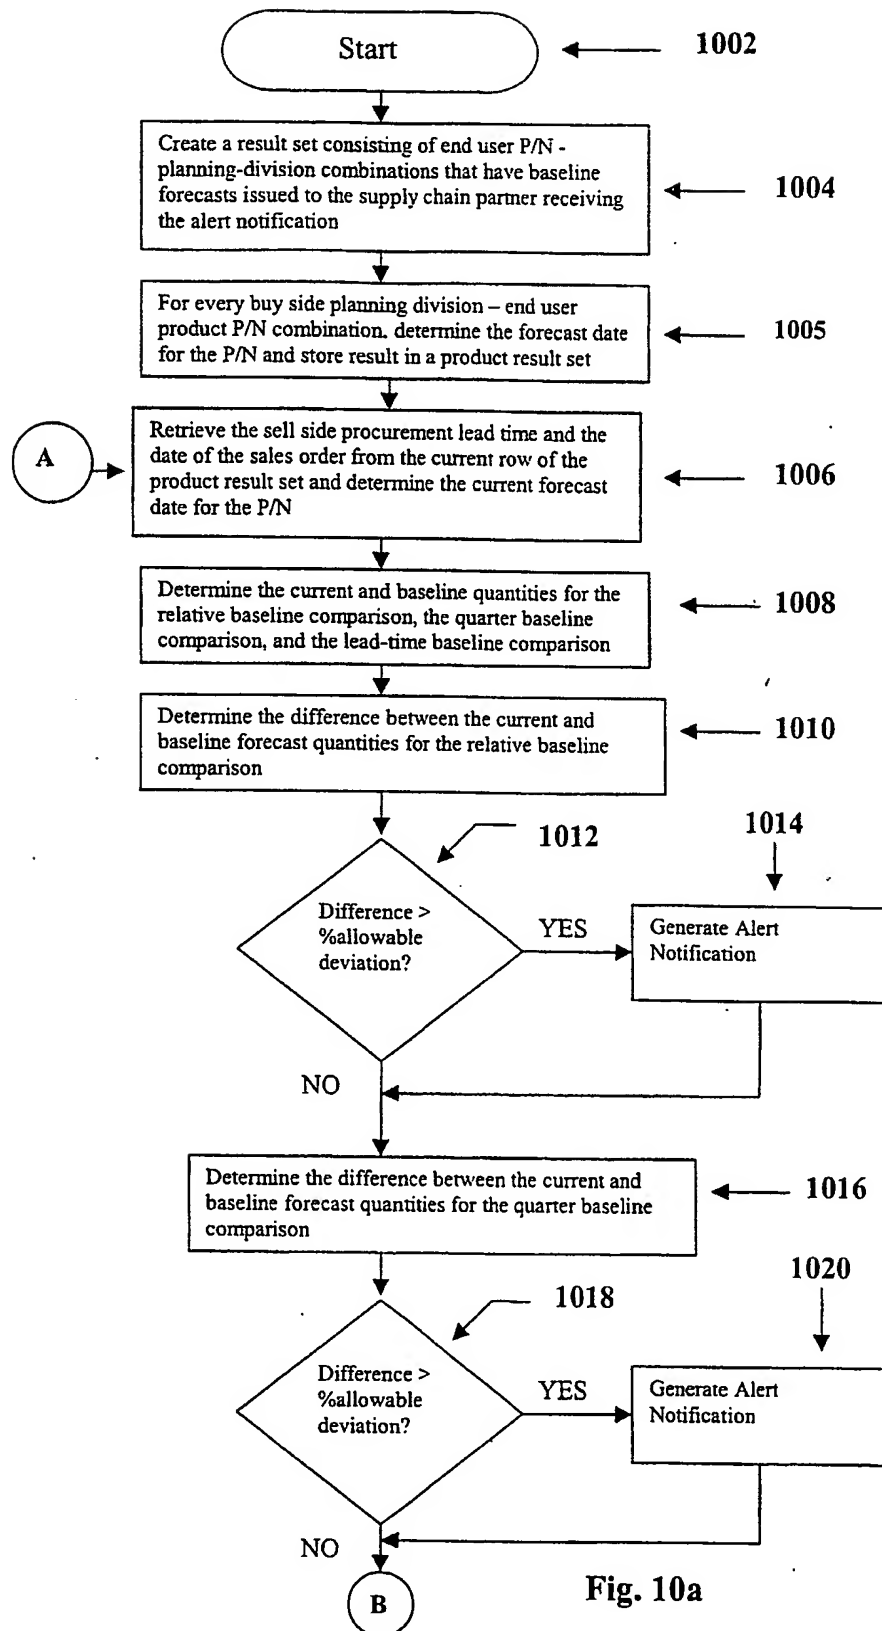 Start
1002
Create a result set consisting of end user P/N -
planning-division combinations that have baseline
forecasts issued to the supply chain partner receiving
the alert notification
1004
For every buy side planning division – end user
product P/N combination. determine the forecast date
for the P/N and store result in a product result set
1005
A
Retrieve the sell side procurement lead time and the
date of the sales order from the current row of the
product result set and determine the current forecast
date for the P/N
1006
Determine the current and baseline quantities for the
relative baseline comparison, the quarter baseline
comparison, and the lead-time baseline comparison
1008
Determine the difference between the current and
baseline forecast quantities for the relative baseline
comparison
1010
1012
1014
Difference >
%allowable
deviation?
YES
Generate Alert
Notification
NO
Determine the difference between the current and
baseline forecast quantities for the quarter baseline
comparison
1016
1018
1020
Difference >
%allowable
deviation?
YES
Generate Alert
Notification
NO
B
Fig. 10a